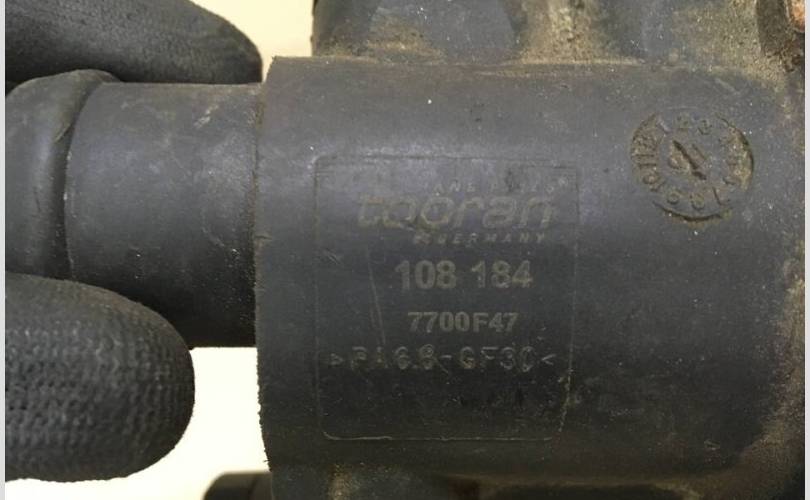 topran
GERMANY
108 184
7700F47
>PA6.6-GF30<